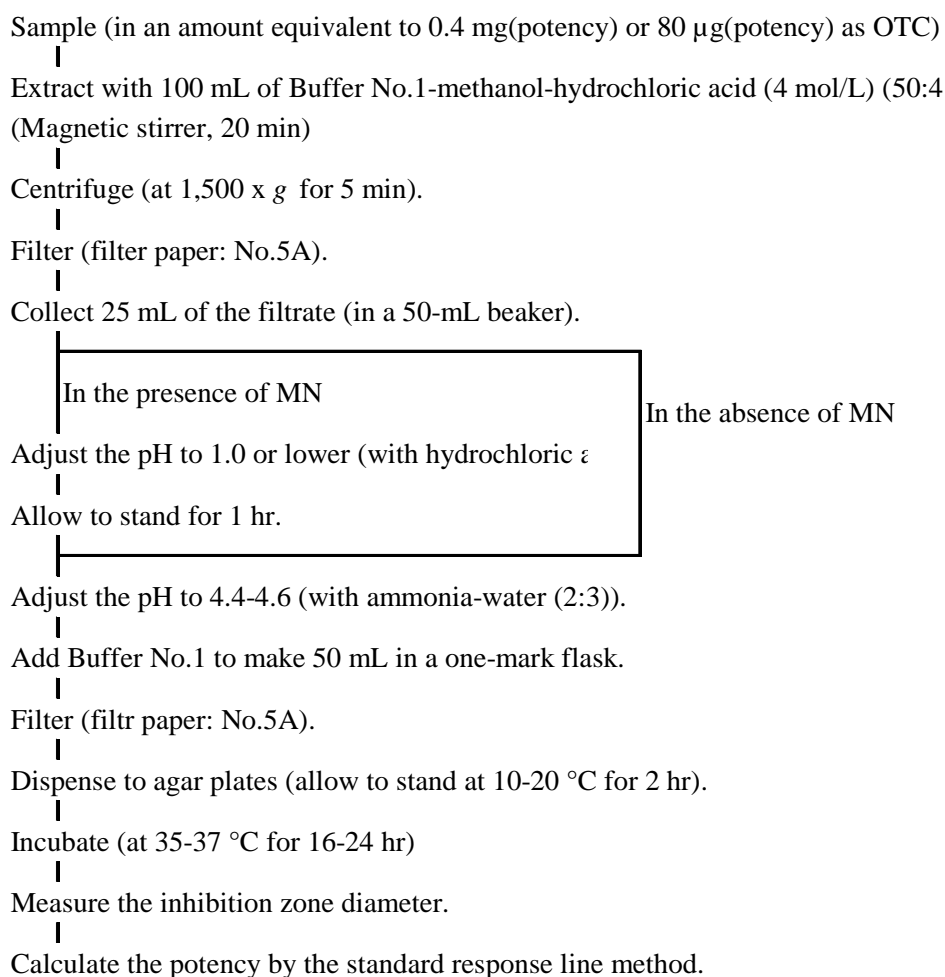 Sample (in an amount equivalent to 0.4 mg(potency) or 80 µg(potency) as OTC)
Extract with 100 mL of Buffer No.1-methanol-hydrochloric acid (4 mol/L) (50:4
(Magnetic stirrer, 20 min)
Centrifuge (at 1,500 x g for 5 min).
Filter (filter paper: No.5A).
Collect 25 mL of the filtrate (in a 50-mL beaker).
In the presence of MN
In the absence of MN
Adjust the pH to 1.0 or lower (with hydrochloric
Allow to stand for 1 hr.
Adjust the pH to 4.4-4.6 (with ammonia-water (2:3)).
Add Buffer No.1 to make 50 mL in a one-mark flask.
Filter (filtr paper: No.5A).
Dispense to agar plates (allow to stand at 10-20 °C for 2 hr).
Incubate (at 35-37 °C for 16-24 hr)
Measure the inhibition zone diameter.
Calculate the potency by the standard response line method.